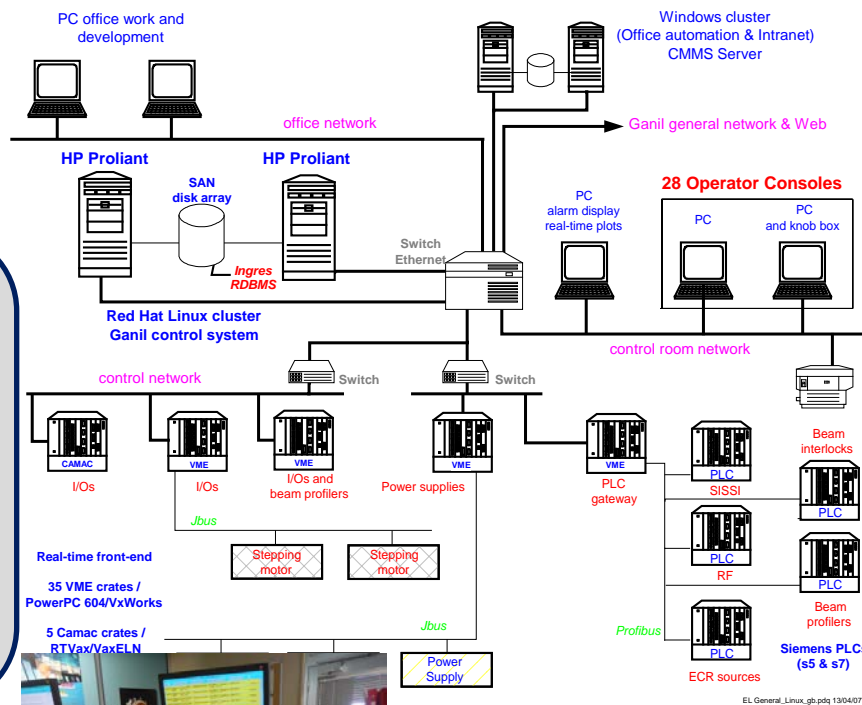 PC office work and
development
Windows cluster
(Office automation & Intranet)
CMMS Server
office network
Ganil general network & Web
HP Proliant
HP Proliant
SAN
disk array
28 Operator Consoles
PC
alarm display
real-time plots
PC
PC
and knob box
Switch
Ethernet
Ingres
RDBMS
Red Hat Linux cluster
Ganil control system
control room network
control network
Switch
Switch
CAMAC
VME
VME
VME
VME
I/Os
I/Os
I/Os and
beam profilers
Power supplies
PLC
gateway
PLC
SISSI
Beam
interlocks
PLC
Jbus
Stepping
motor
Stepping
motor
PLC
RF
PLC
Beam
profilers
Real-time front-end
35 VME crates /
PowerPC 604/VxWorks
5 Camac crates /
RTVax/VaxELN
Jbus
Power
Supply
Profibus
PLC
ECR sources
Siemens PLCs
(s5 & s7)
EL General_Linux_gb.pdq 13/04/07